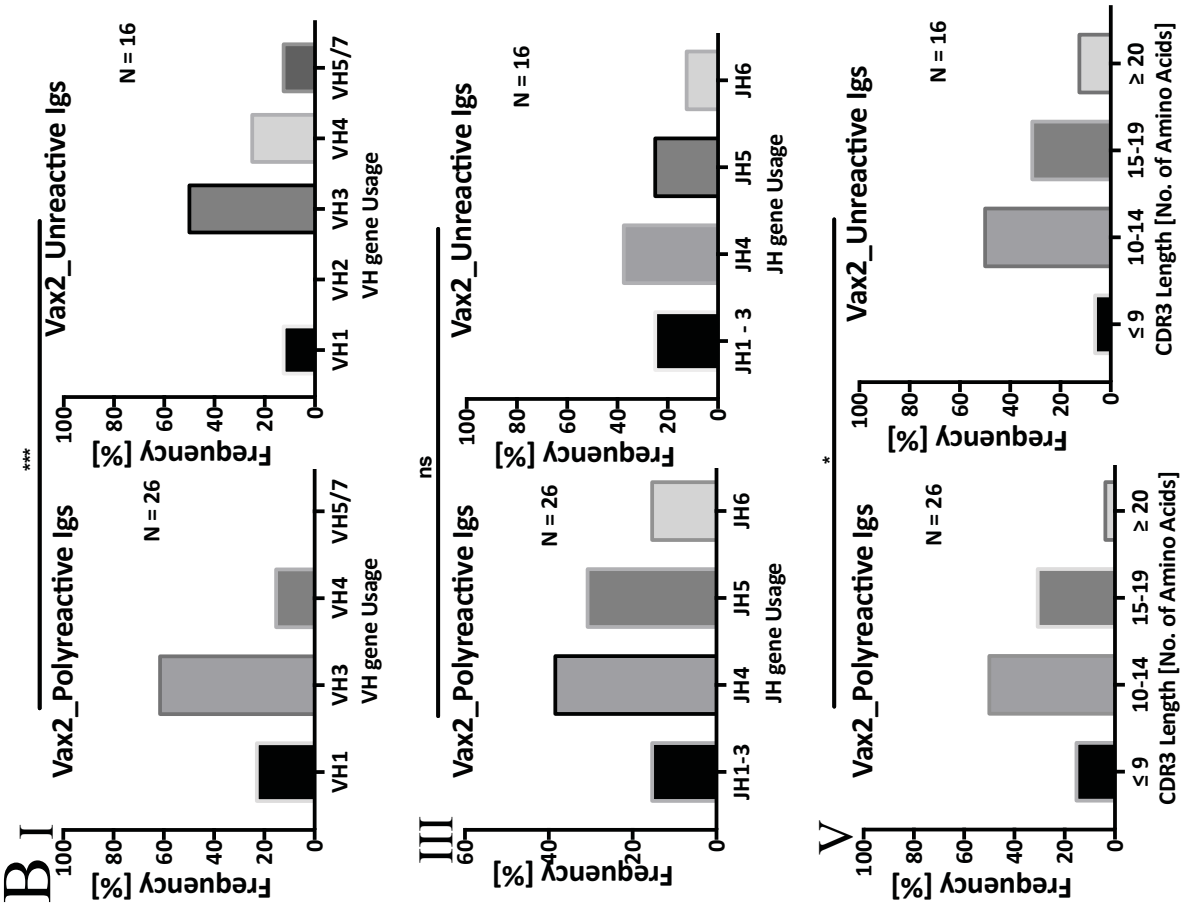 B
I
***
Vax2_Polyreactive Igs
N = 26
Frequency [%]
100
80
60
40
20
0
VH1
VH3
VH4
VH5/7
VH gene Usage
Vax2_Unreactive Igs
N = 16
Frequency [%]
100
80
60
40
20
0
VH1
VH2
VH3
VH4
VH5/7
VH gene Usage
III
ns
Vax2_Polyreactive Igs
N = 26
Frequency [%]
60
40
20
0
JH1-3
JH4
JH5
JH6
JH gene Usage
Vax2_Unreactive Igs
N = 16
Frequency [%]
100
80
60
40
20
0
JH1 - 3
JH4
JH5
JH6
JH gene Usage
V
*
Vax2_Polyreactive Igs
N = 26
Frequency [%]
100
80
60
40
20
0
≤ 9
10-14
15-19
≥ 20
CDR3 Length [No. of Amino Acids]
Vax2_Unreactive Igs
N = 16
Frequency [%]
100
80
60
40
20
0
≤ 9
10-14
15-19
≥ 20
CDR3 Length [No. of Amino Acids]